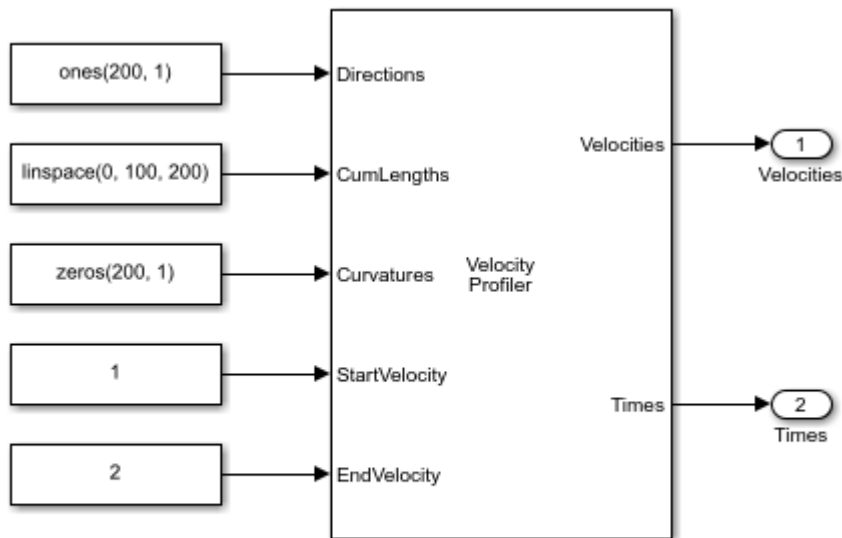 ones(200, 1)
Directions
linspace(0, 100, 200)
CumLengths
zeros(200, 1)
Curvatures
1
StartVelocity
2
EndVelocity
Velocity
Profiler
Velocities
1
Velocities
Times
2
Times